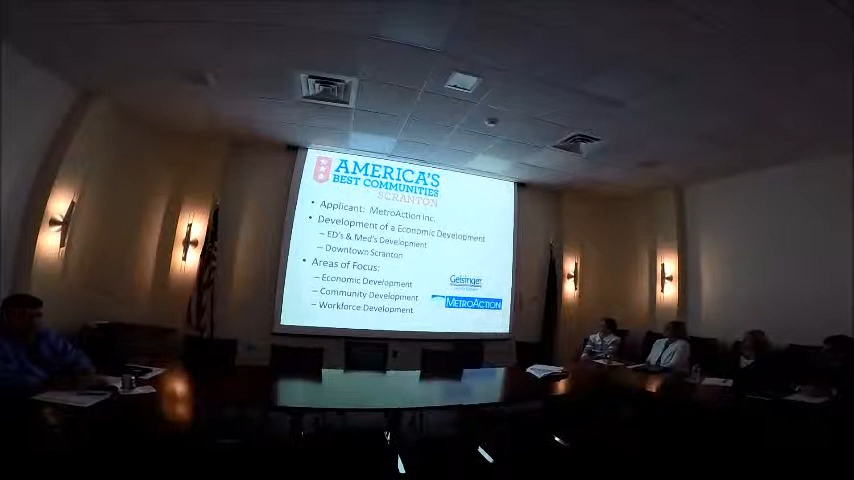 AMERICA'S
BEST COMMUNITIES
SCRANTON
• Applicant: MetroAction Inc.
• Development of a Economic Development
– ED's & Med's Development
– Downtown Scranton
• Areas of Focus:
– Economic Development
– Community Development
– Workforce Development
Geisinger
METROACTION